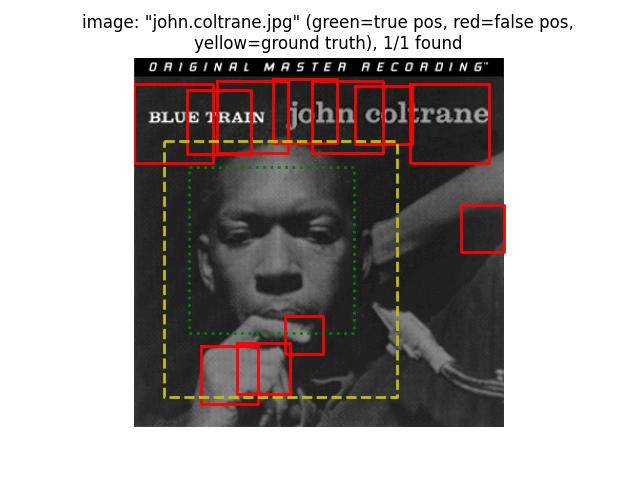 image: "john.coltrane.jpg" (green=true pos, red=false pos,
yellow=ground truth), 1/1 found
ORIGINAL MASTER RECORDING™
BLUE TRAIN john coltrane